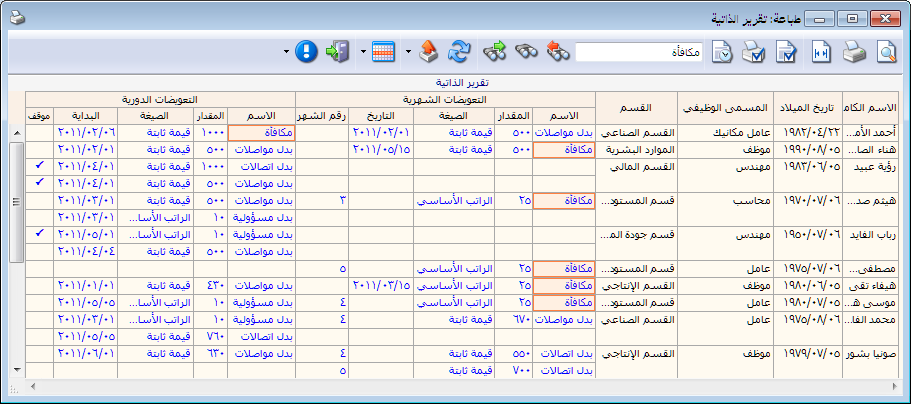 طباعة: تقرير الذاتية
مكافأة
تقرير الذاتية
الاسم الكام المسمى الوظيفي تاريخ الميلاد القسم التعويضات الشهرية التعويضات الدورية
الاسم المقدار الصيغة التاريخ رقم الشهر الاسم المقدار الصيغة البداية موقف
أحمد الأم... ١٩٨٢/٠٤/٢٢ عامل مكانيك القسم الصناعي بدل مواصلات ٥٠٠ قيمة ثابتة ٢٠١١/٠٢/٠١ مكافأة ١٠٠٠ قيمة ثابتة ٢٠١١/٠٢/٠٦
هناء الصا... ١٩٩٠/٠٨/٠٥ موظف الموارد البشرية مكافأة ٥٠٠ قيمة ثابتة ٢٠١١/٠٥/١٥ بدل مواصلات ٥٠٠ قيمة ثابتة ٢٠١١/٠٢/٠١
رؤية عبيد ١٩٨٣/٠٦/٠٥ مهندس القسم المالي بدل اتصالات ١٠٠٠ قيمة ثابتة ٢٠١١/٠٤/٠١ ✓
بدل مواصلات ٥٠٠ قيمة ثابتة ٢٠١١/٠٤/٠١ ✓
هيثم صد... ١٩٧٠/٠٧/٠٦ محاسب قسم المستود... مكافأة ٢٥ الراتب الأساسي ٣ بدل مواصلات ٥٠٠ قيمة ثابتة ٢٠١١/٠٣/٠١
بدل مسؤولية ١٠ الراتب الأسا... ٢٠١١/٠٣/٠١
رباب الفايد ١٩٥٠/٠٧/٠٦ مهندس قسم جودة الم... بدل مسؤولية ١٠ الراتب الأسا... ٢٠١١/٠٥/٠١ ✓
بدل مواصلات ٥٠٠ قيمة ثابتة ٢٠١١/٠٤/٠٤
مصطفى... ١٩٧٥/٠٧/٠٦ عامل قسم المستود... مكافأة ٢٥ الراتب الأساسي ٥
هيفاء تقي ١٩٨٠/٠٦/٠٥ موظف القسم الإنتاجي مكافأة ٢٥ الراتب الأساسي ٢٠١١/٠٣/١٥ بدل مواصلات ٤٣٠ قيمة ثابتة ٢٠١١/٠١/٠١
موسى ه... ١٩٨٠/٠٧/٠٥ عامل قسم المستود... مكافأة ٢٥ الراتب الأساسي ٤ بدل مسؤولية ١٠ الراتب الأسا... ٢٠١١/٠٥/٠٥
محمد الفا... ١٩٧٥/٠٨/٠٦ عامل القسم الصناعي بدل مواصلات ٦٧٠ قيمة ثابتة ٤ بدل مسؤولية ١٠ الراتب الأسا... ٢٠١١/٠٣/٠١
بدل اتصالات ٧٦٠ قيمة ثابتة ٢٠١١/٠٥/٠٥
صونيا بشور ١٩٧٩/٠٧/٠٥ موظف القسم الإنتاجي بدل اتصالات ٥٥٠ قيمة ثابتة ٤ بدل مواصلات ٦٣٠ قيمة ثابتة ٢٠١١/٠٦/٠١
بدل اتصالات ٧٠٠ قيمة ثابتة ٥